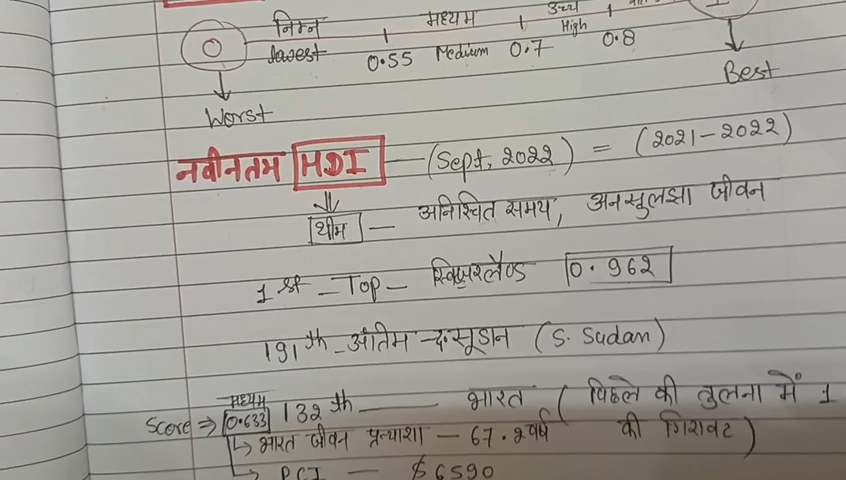 0 निम्न मध्यम उच्च 1
lowest 0.55 Medium 0.7 High 0.8
Worst Best
नवीनतम HDI — (Sept, 2022) = (2021-2022)
थीम — अनिश्चित समय, अनसुलझा जीवन
1st - Top - स्विट्जरलैण्ड 0.962
191th - अंतिम - द. सूडान (S. Sudan)
मध्यम
Score ⇒ 0.633 132th — भारत (पिछले की तुलना में 1
↳ भारत जीवन प्रत्याशा - 67.2 वर्ष की गिरावट)
↳ PCI — $6590